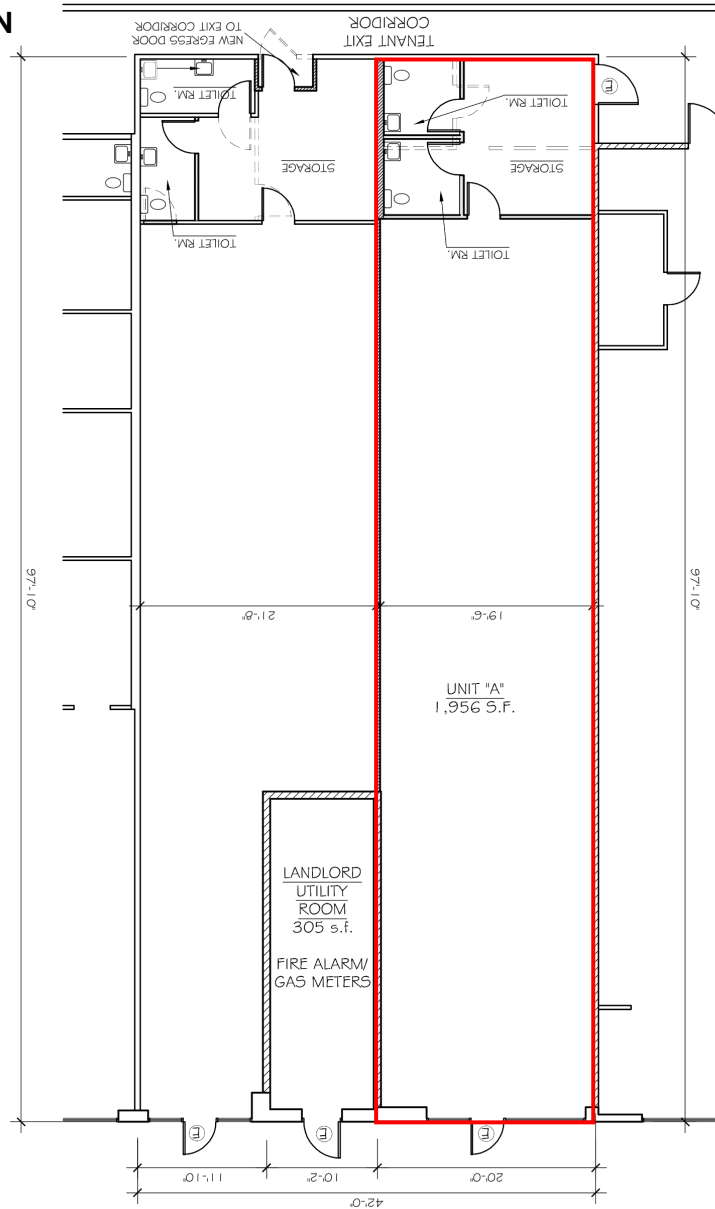 N
TENANT EXIT
CORRIDOR
NEW EGRESS DOOR
TO EXIT CORRIDOR
TOILET RM.
TOILET RM.
STORAGE
STORAGE
TOILET RM.
TOILET RM.
E
97'-10"
97'-10"
21'-8"
19'-6"
UNIT "A"
1,956 S.F.
LANDLORD
UTILITY
ROOM
305 s.f.
FIRE ALARM/
GAS METERS
E
E
E
11'-10"
10'-2"
20'-0"
42'-0"